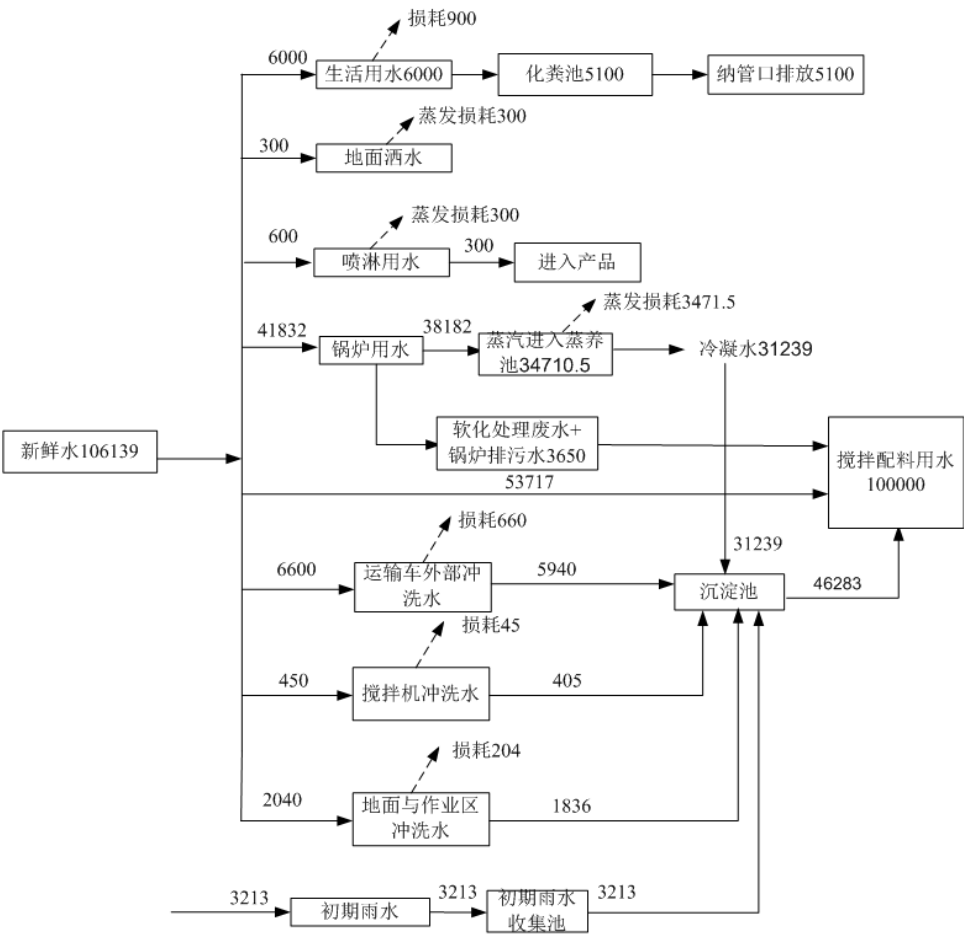 损耗900
6000
生活用水6000
化粪池5100
纳管口排放5100
蒸发损耗300
300
地面洒水
蒸发损耗300
600
喷淋用水
300
进入产品
蒸发损耗3471.5
41832
锅炉用水
38182
蒸汽进入蒸养
池34710.5
冷凝水31239
新鲜水106139
软化处理废水+
锅炉排污水3650
搅拌配料用水
100000
53717
损耗660
31239
6600
运输车外部冲
洗水
5940
沉淀池
46283
损耗45
450
搅拌机冲洗水
405
损耗204
2040
地面与作业区
冲洗水
1836
3213
初期雨水
3213
初期雨水
收集池
3213